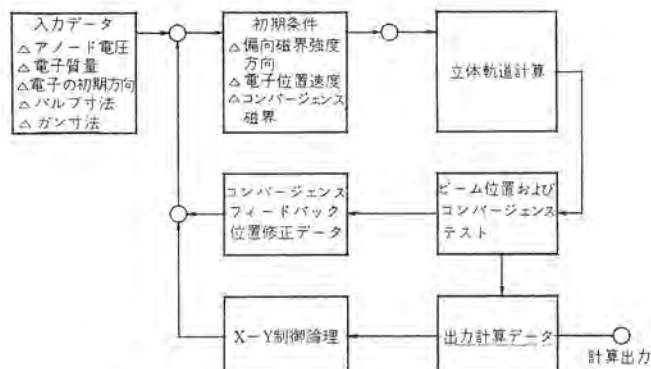 入力データ
△アノード電圧
△電子質量
△電子の初期方向
△バルブ寸法
△ガン寸法
初期条件
△偏向磁界強度
方向
△電子位置速度
△コンバージェンス
磁界
立体軌道計算
コンバージェンス
フィードバック
位置修正データ
ビーム位置および
コンバージェンス
テスト
X－Y制御論理
出力計算データ
計算出力